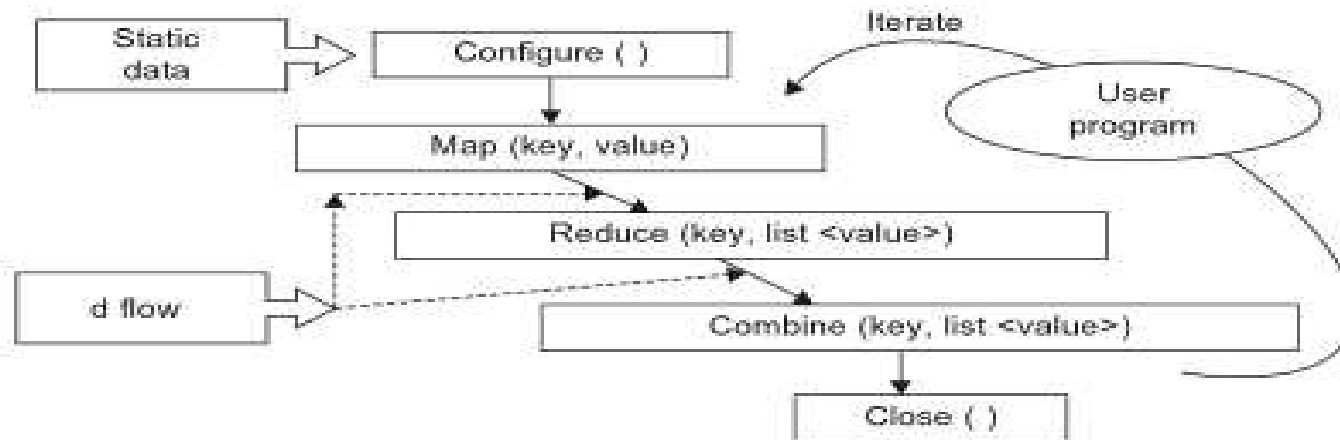 Static
data
Configure ( )
Iterate
User
program
Map (key, value)
Reduce (key, list <value>)
d flow
Combine (key, list <value>)
Close ( )